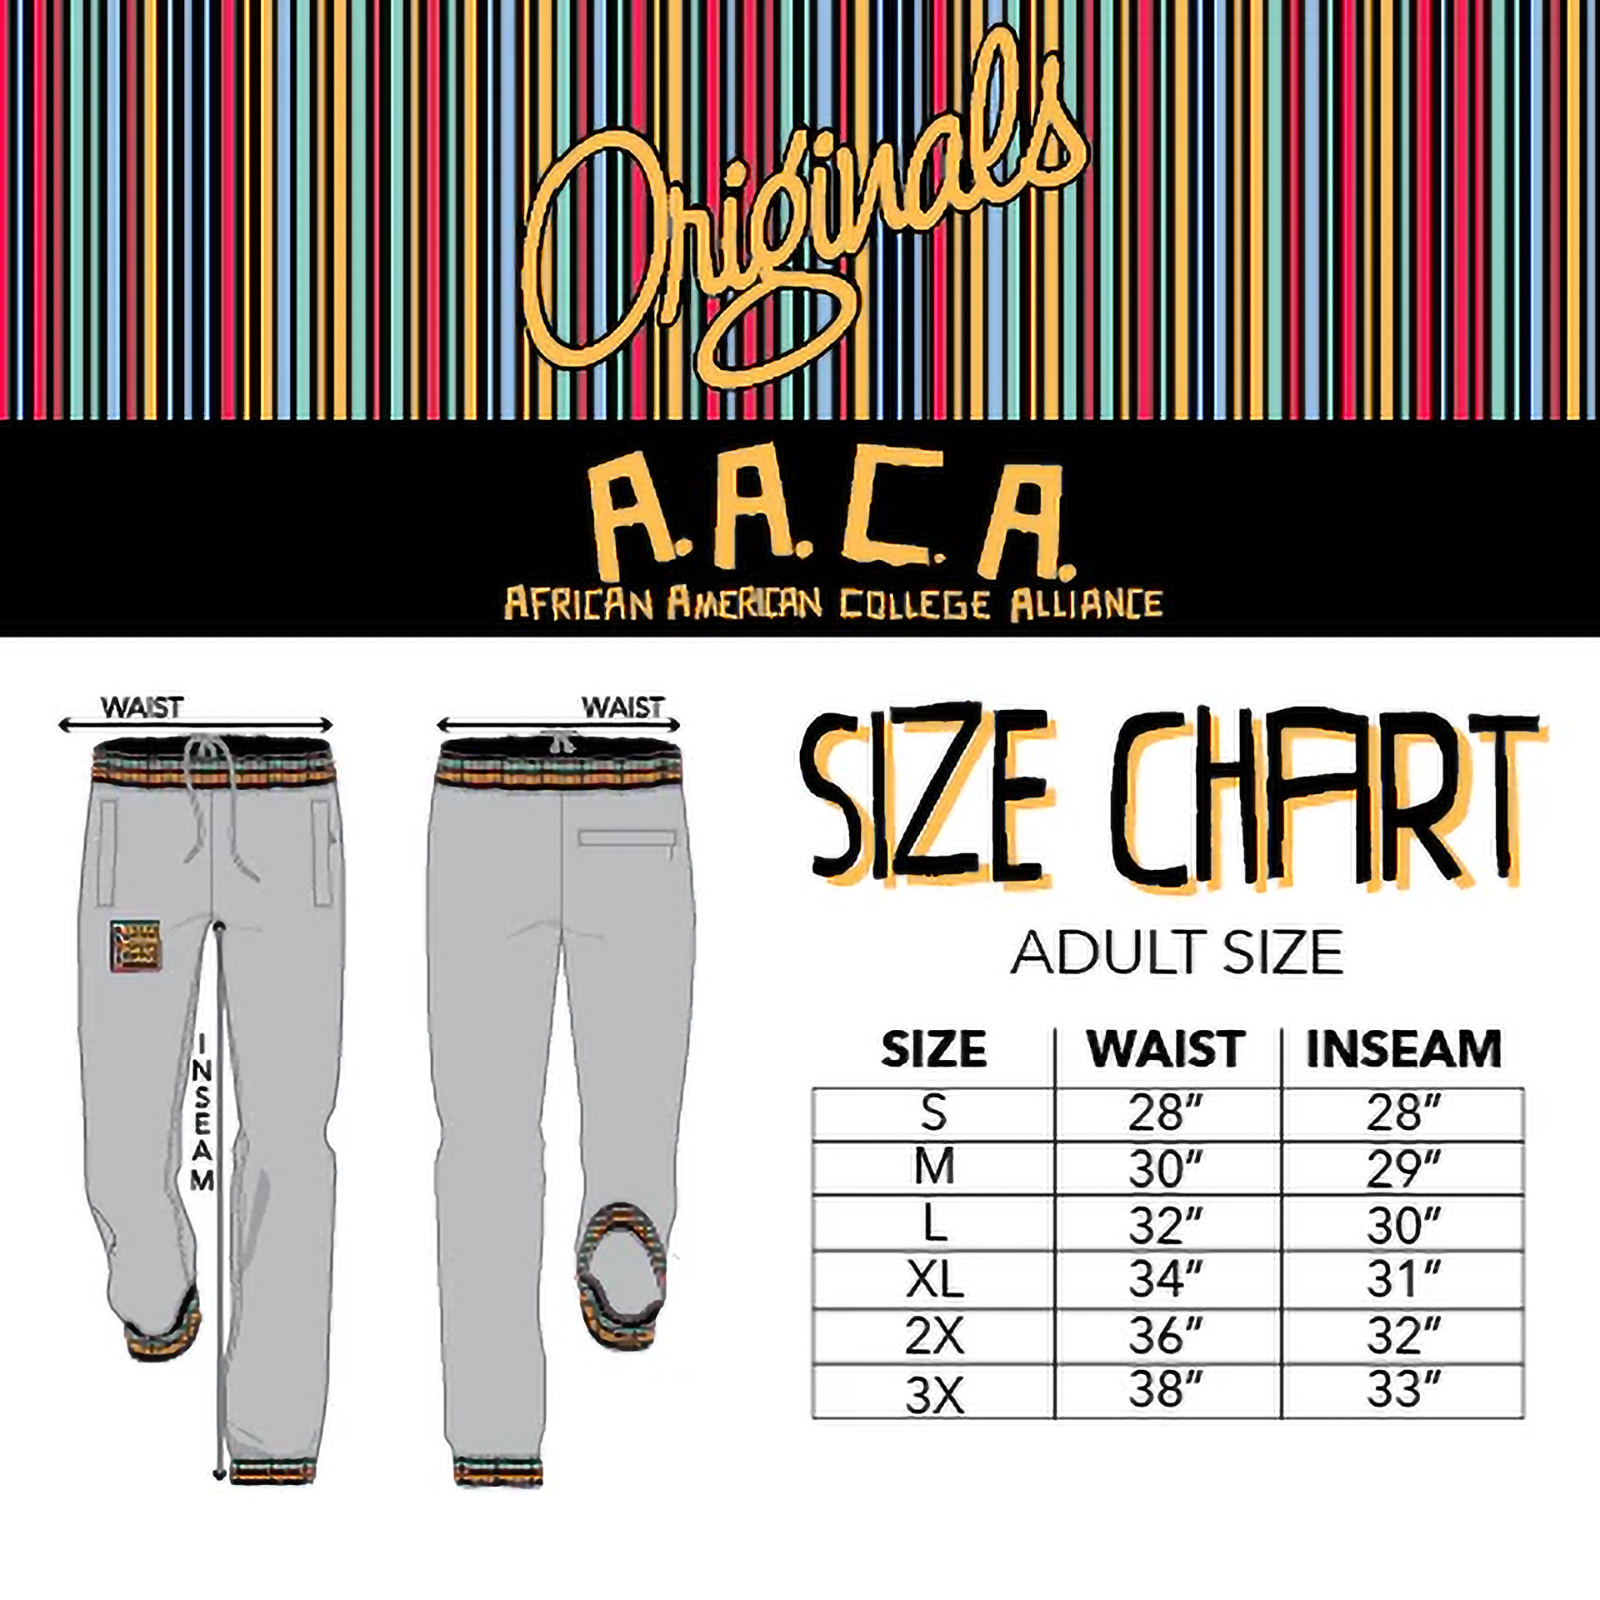 Originals
A.A.C.A.
AFRICAN AMERICAN COLLEGE ALLIANCE
WAIST
WAIST
INSEAM
SIZE CHART
ADULT SIZE
SIZE WAIST INSEAM
S 28" 28"
M 30" 29"
L 32" 30"
XL 34" 31"
2X 36" 32"
3X 38" 33"